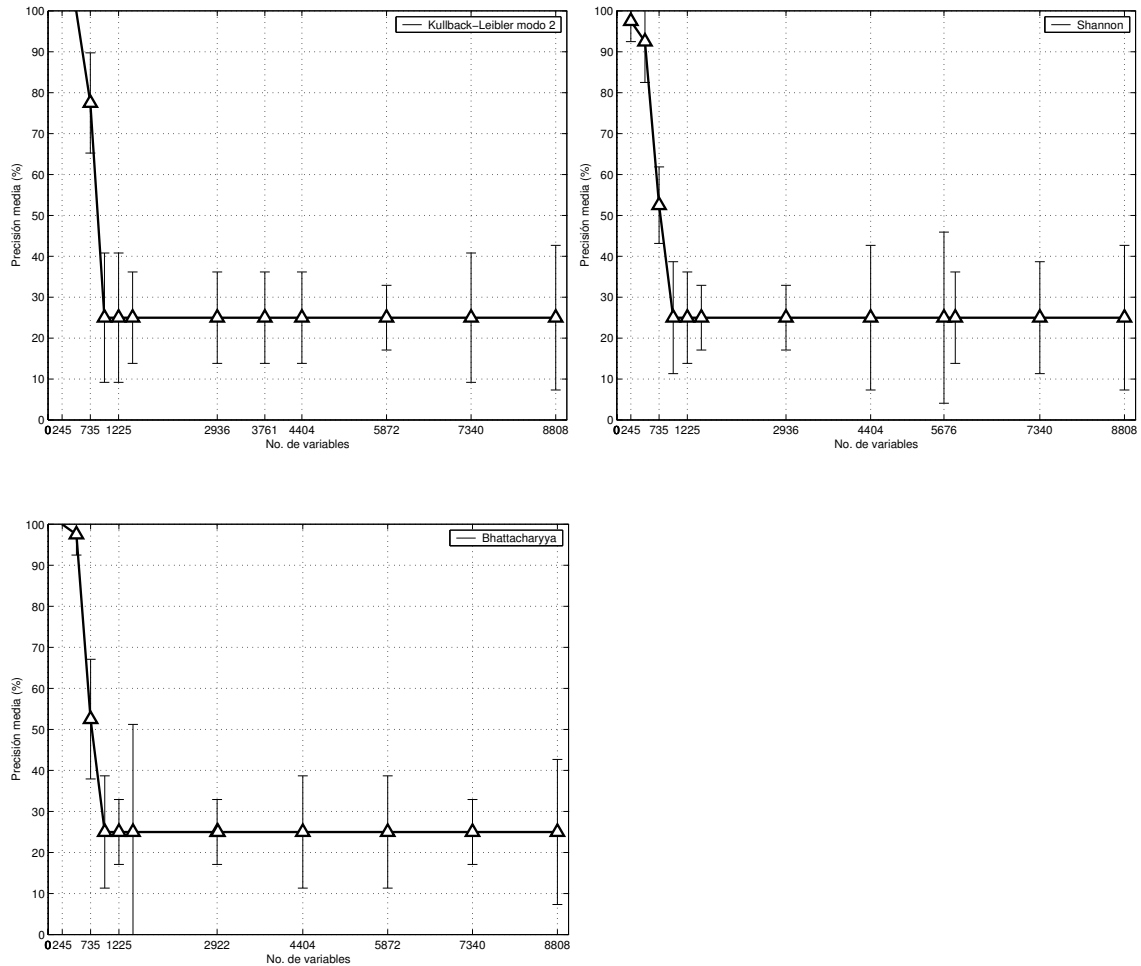 100
90
80
70
60
50
40
30
20
10
0
Precisión media (%)
Kullback–Leibler modo 2
0 245 735 1225 2936 3761 4404 5872 7340 8808
No. de variables
100
90
80
70
60
50
40
30
20
10
0
Precisión media (%)
Shannon
0 245 735 1225 2936 4404 5676 7340 8808
No. de variables
100
90
80
70
60
50
40
30
20
10
0
Precisión media (%)
Bhattacharyya
0 245 735 1225 2922 4404 5872 7340 8808
No. de variables